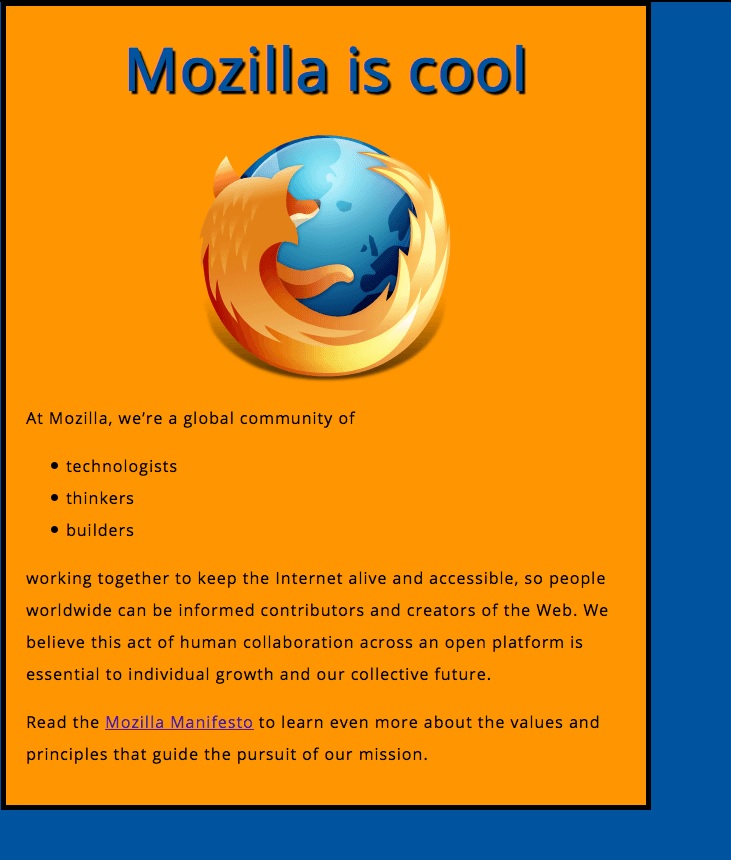 Mozilla is cool
At Mozilla, we’re a global community of
• technologists
• thinkers
• builders
working together to keep the Internet alive and accessible, so people
worldwide can be informed contributors and creators of the Web. We
believe this act of human collaboration across an open platform is
essential to individual growth and our collective future.
Read the Mozilla Manifesto to learn even more about the values and
principles that guide the pursuit of our mission.